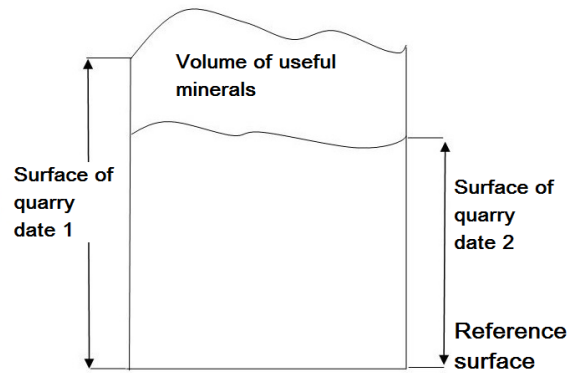 Volume of useful
minerals
Surface of
quarry
date 1
Surface of
quarry
date 2
Reference
surface